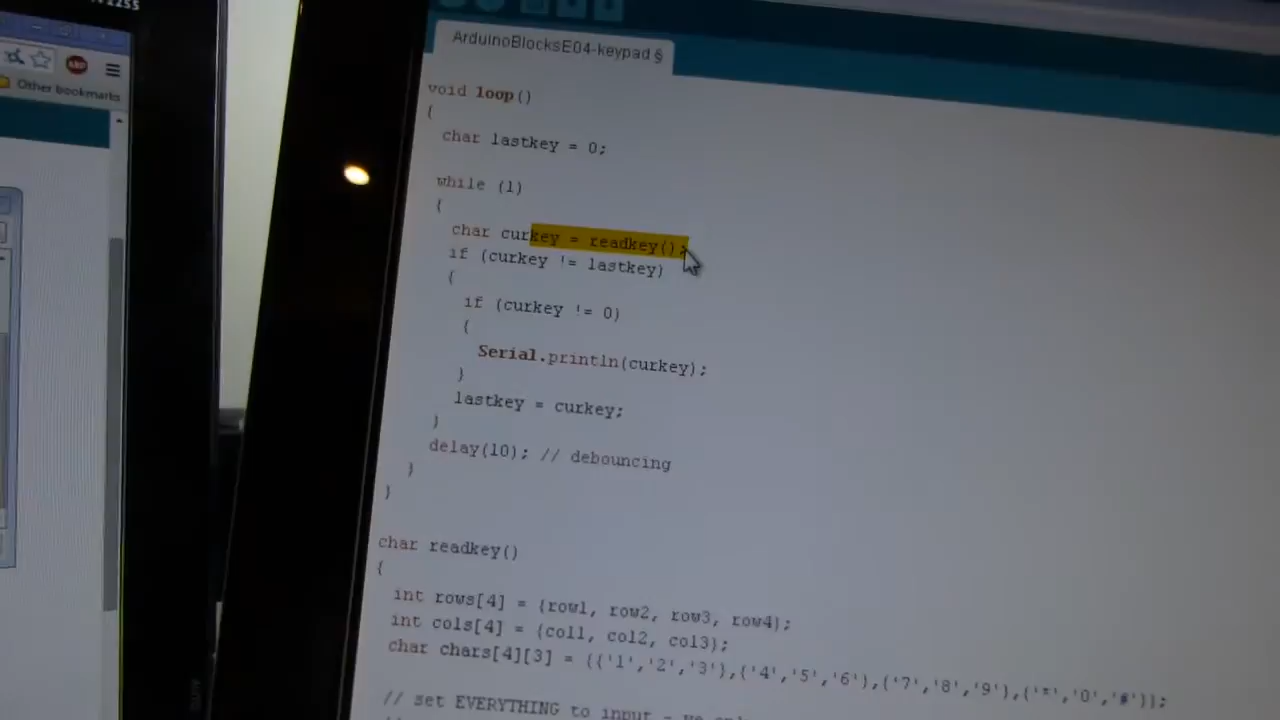 2255
Other bookmarks
ABP
ArduinoBlocksE04-keypad §
void loop()
{
char lastkey = 0;
while (1)
{
char curkey = readkey();
if (curkey != lastkey)
{
if (curkey != 0)
{
Serial.println(curkey);
}
lastkey = curkey;
}
delay(10); // debouncing
}
}
char readkey()
{
int rows[4] = {row1, row2, row3, row4};
int cols[4] = {col1, col2, col3};
char chars[4][3] = {{'1','2','3'},{'4','5','6'},{'7','8','9'},{'*','0','#'}};
// set EVERYTHING to input -